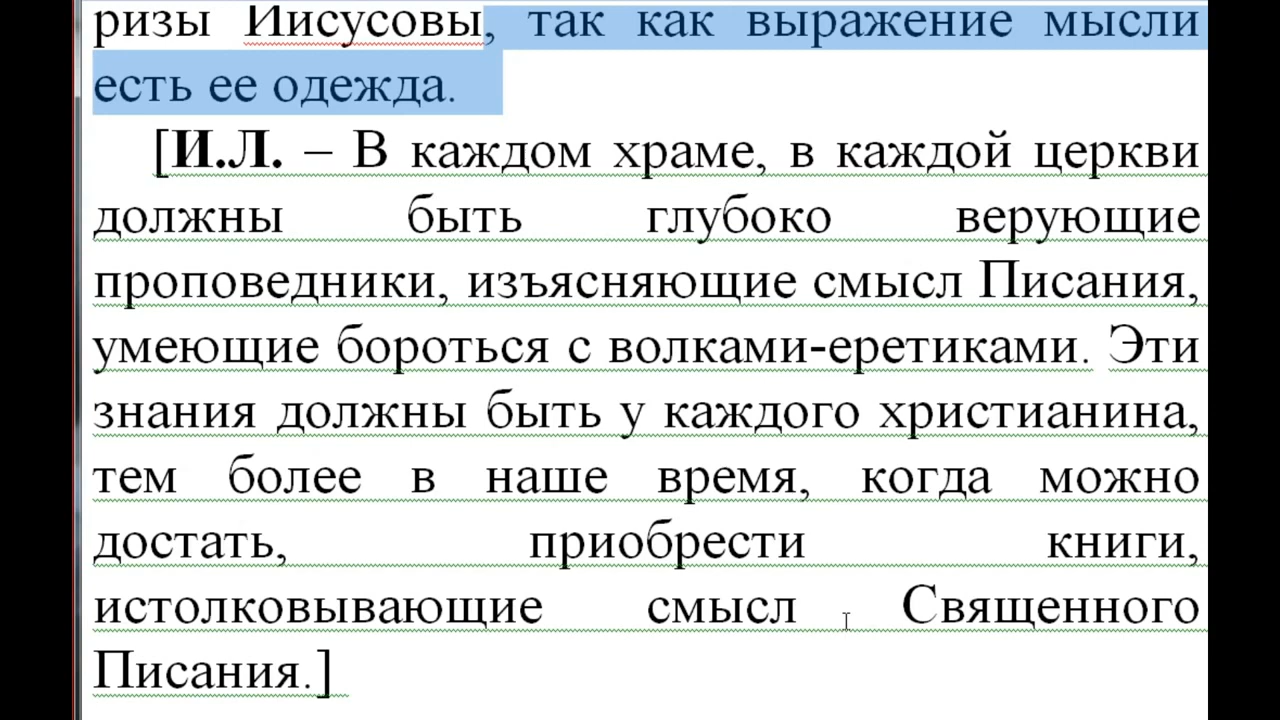 ризы Иисусовы, так как выражение мысли
есть ее одежда.
[И.Л. – В каждом храме, в каждой церкви
должны быть глубоко верующие
проповедники, изъясняющие смысл Писания,
умеющие бороться с волками-еретиками. Эти
знания должны быть у каждого христианина,
тем более в наше время, когда можно
достать, приобрести книги,
истолковывающие смысл Священного
Писания.]